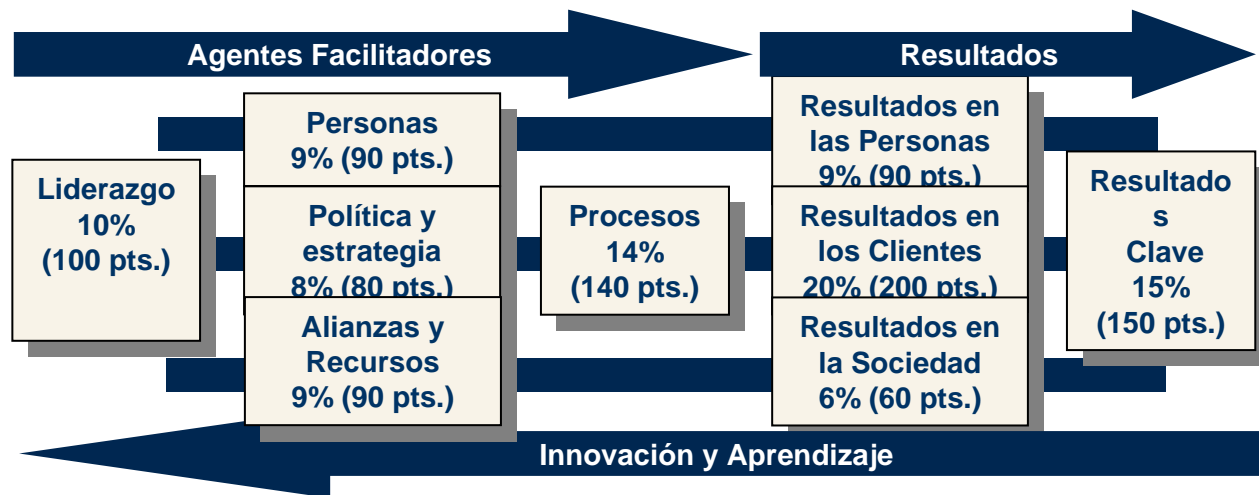 Agentes Facilitadores
Resultados
Liderazgo
10%
(100 pts.)
Personas
9% (90 pts.)
Política y
estrategia
8% (80 pts.)
Alianzas y
Recursos
9% (90 pts.)
Procesos
14%
(140 pts.)
Resultados en
las Personas
9% (90 pts.)
Resultados en
los Clientes
20% (200 pts.)
Resultados en
la Sociedad
6% (60 pts.)
Resultado
s
Clave
15%
(150 pts.)
Innovación y Aprendizaje